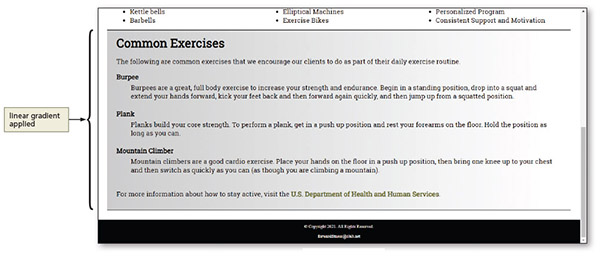 Kettle bells
Elliptical Machines
Personalized Program
Barbells
Exercise Bikes
Consistent Support and Motivation
Common Exercises
The following are common exercises that we encourage our clients to do as part of their daily exercise routine.
Burpee
Burpees are a great, full body exercise to increase your strength and endurance. Begin in a standing position, drop into a squat and
extend your hands forward, kick your feet back and then forward again quickly, and then jump up from a squatted position.
Plank
Planks build your core strength. To perform a plank, get in a push up position and rest your forearms on the floor. Hold the position as
long as you can.
Mountain Climber
Mountain climbers are a good cardio exercise. Place your hands on the floor in a push up position, then bring one knee up to your chest
and then switch as quickly as you can (as though you are climbing a mountain).
For more information about how to stay active, visit the U.S. Department of Health and Human Services.
© Copyright 2021. All Rights Reserved.
forwardfitness@club.net
linear gradient
applied